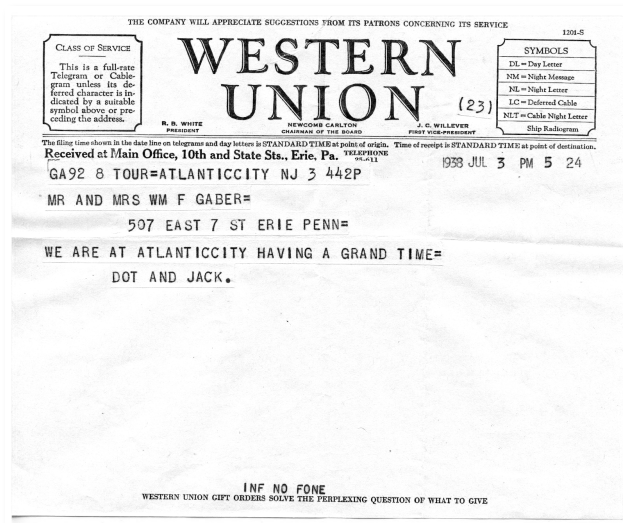 THE COMPANY WILL APPRECIATE SUGGESTIONS FROM ITS PATRONS CONCERNING ITS SERVICE
1201-S
CLASS OF SERVICE
This is a full-rate
Telegram or Cable-
gram unless its de-
ferred character is in-
dicated by a suitable
symbol above or pre-
ceding the address.
WESTERN
UNION
(23)
R. B. WHITE
PRESIDENT
NEWCOMB CARLTON
CHAIRMAN OF THE BOARD
J. C. WILLEVER
FIRST VICE-PRESIDENT
SYMBOLS
DL = Day Letter
NM = Night Message
NL = Night Letter
LC = Deferred Cable
NLT = Cable Night Letter
Ship Radiogram
The filing time shown in the date line on telegrams and day letters is STANDARD TIME at point of origin. Time of receipt is STANDARD TIME at point of destination.
Received at Main Office, 10th and State Sts., Erie, Pa. TELEPHONE
1938 JUL 3 PM 5 24
GA92 8 TOUR=ATLANTICCITY NJ 3 442P
MR AND MRS WM F GABER=
507 EAST 7 ST ERIE PENN=
WE ARE AT ATLANTICCITY HAVING A GRAND TIME=
DOT AND JACK.
INF NO FONE
WESTERN UNION GIFT ORDERS SOLVE THE PERPLEXING QUESTION OF WHAT TO GIVE